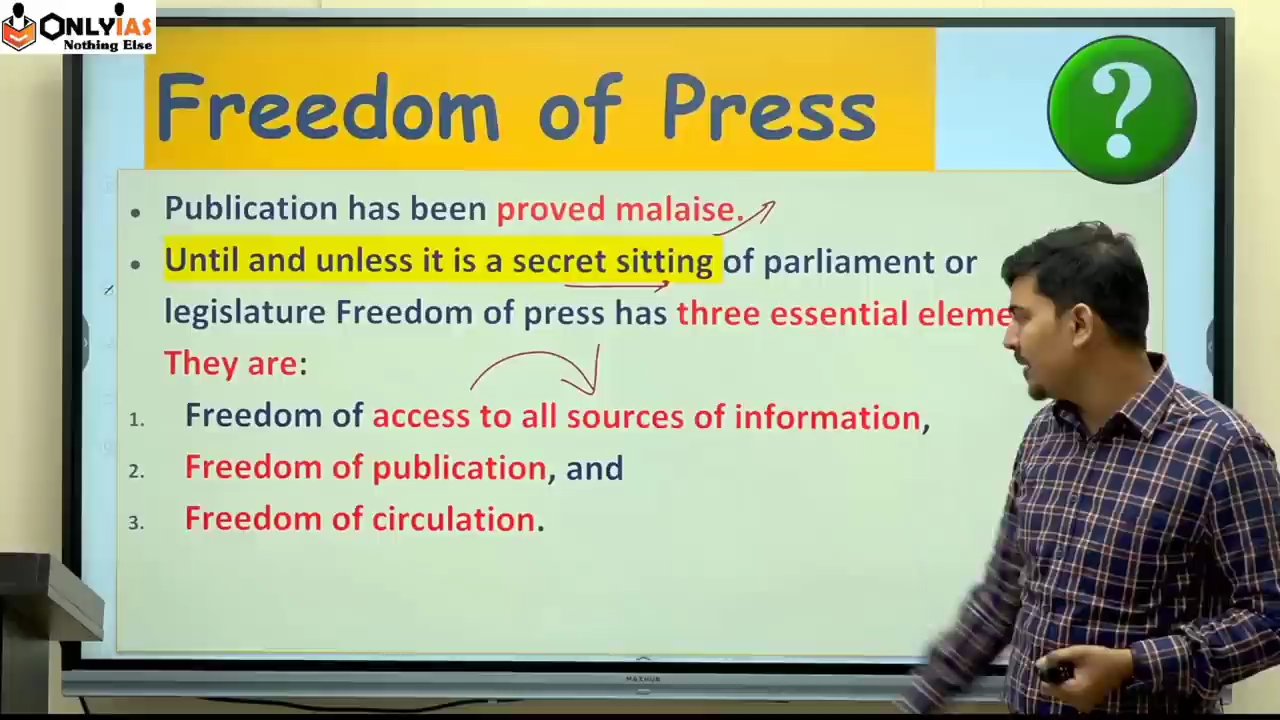 ONLYIAS
Nothing Else
Freedom of Press
?
• Publication has been proved malaise.
• Until and unless it is a secret sitting of parliament or
legislature Freedom of press has three essential
They are:
1. Freedom of access to all sources of information,
2. Freedom of publication, and
3. Freedom of circulation.
MAXHUB